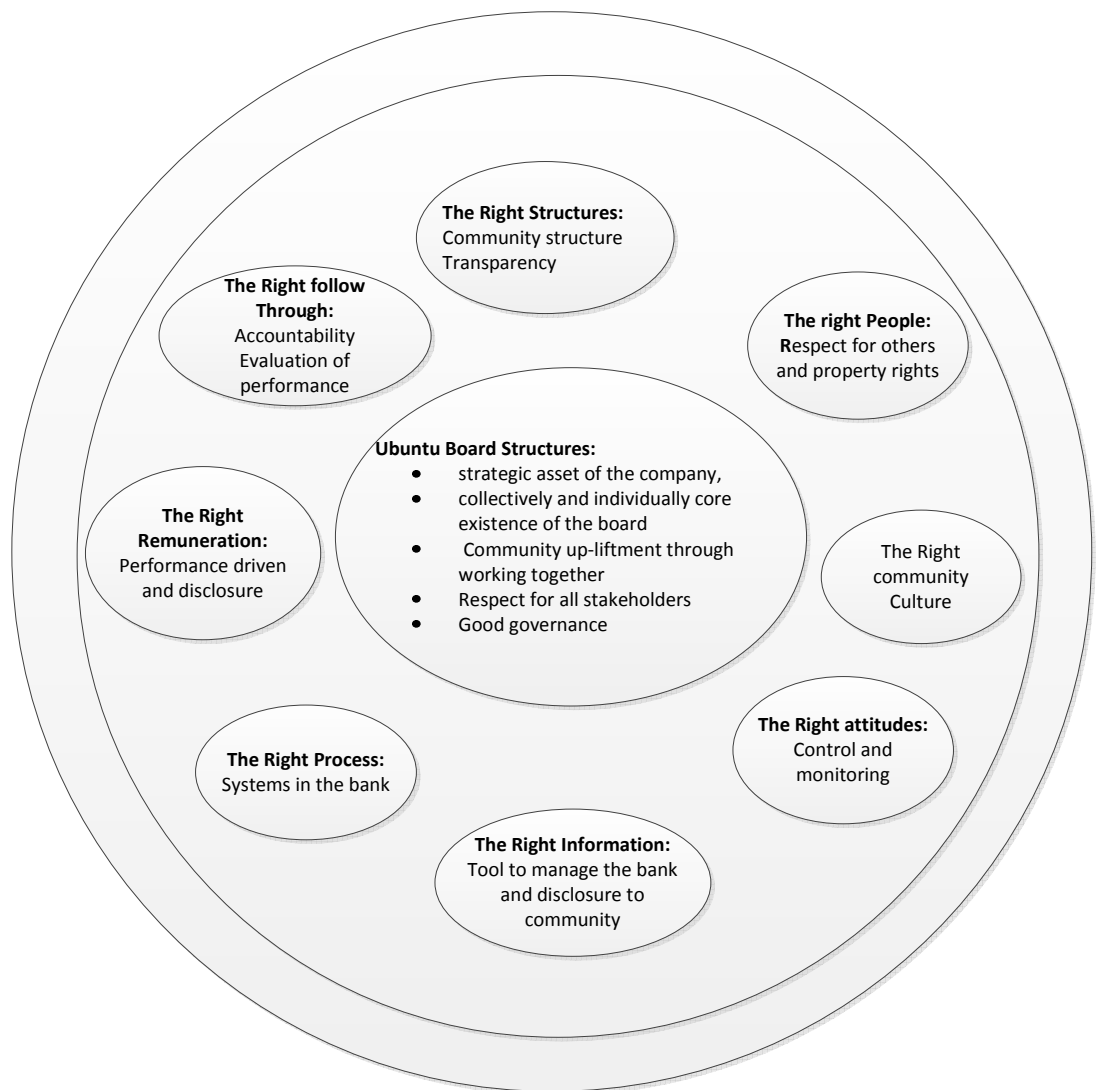 The Right Structures:
Community structure
Transparency
The Right follow
Through:
Accountability
Evaluation of
performance
The right People:
Respect for others
and property rights
Ubuntu Board Structures:
• strategic asset of the company,
• collectively and individually core
existence of the board
• Community up-liftment through
working together
• Respect for all stakeholders
• Good governance
The Right
Remuneration:
Performance driven
and disclosure
The Right
community
Culture
The Right attitudes:
Control and
monitoring
The Right Process:
Systems in the bank
The Right Information:
Tool to manage the bank
and disclosure to
community